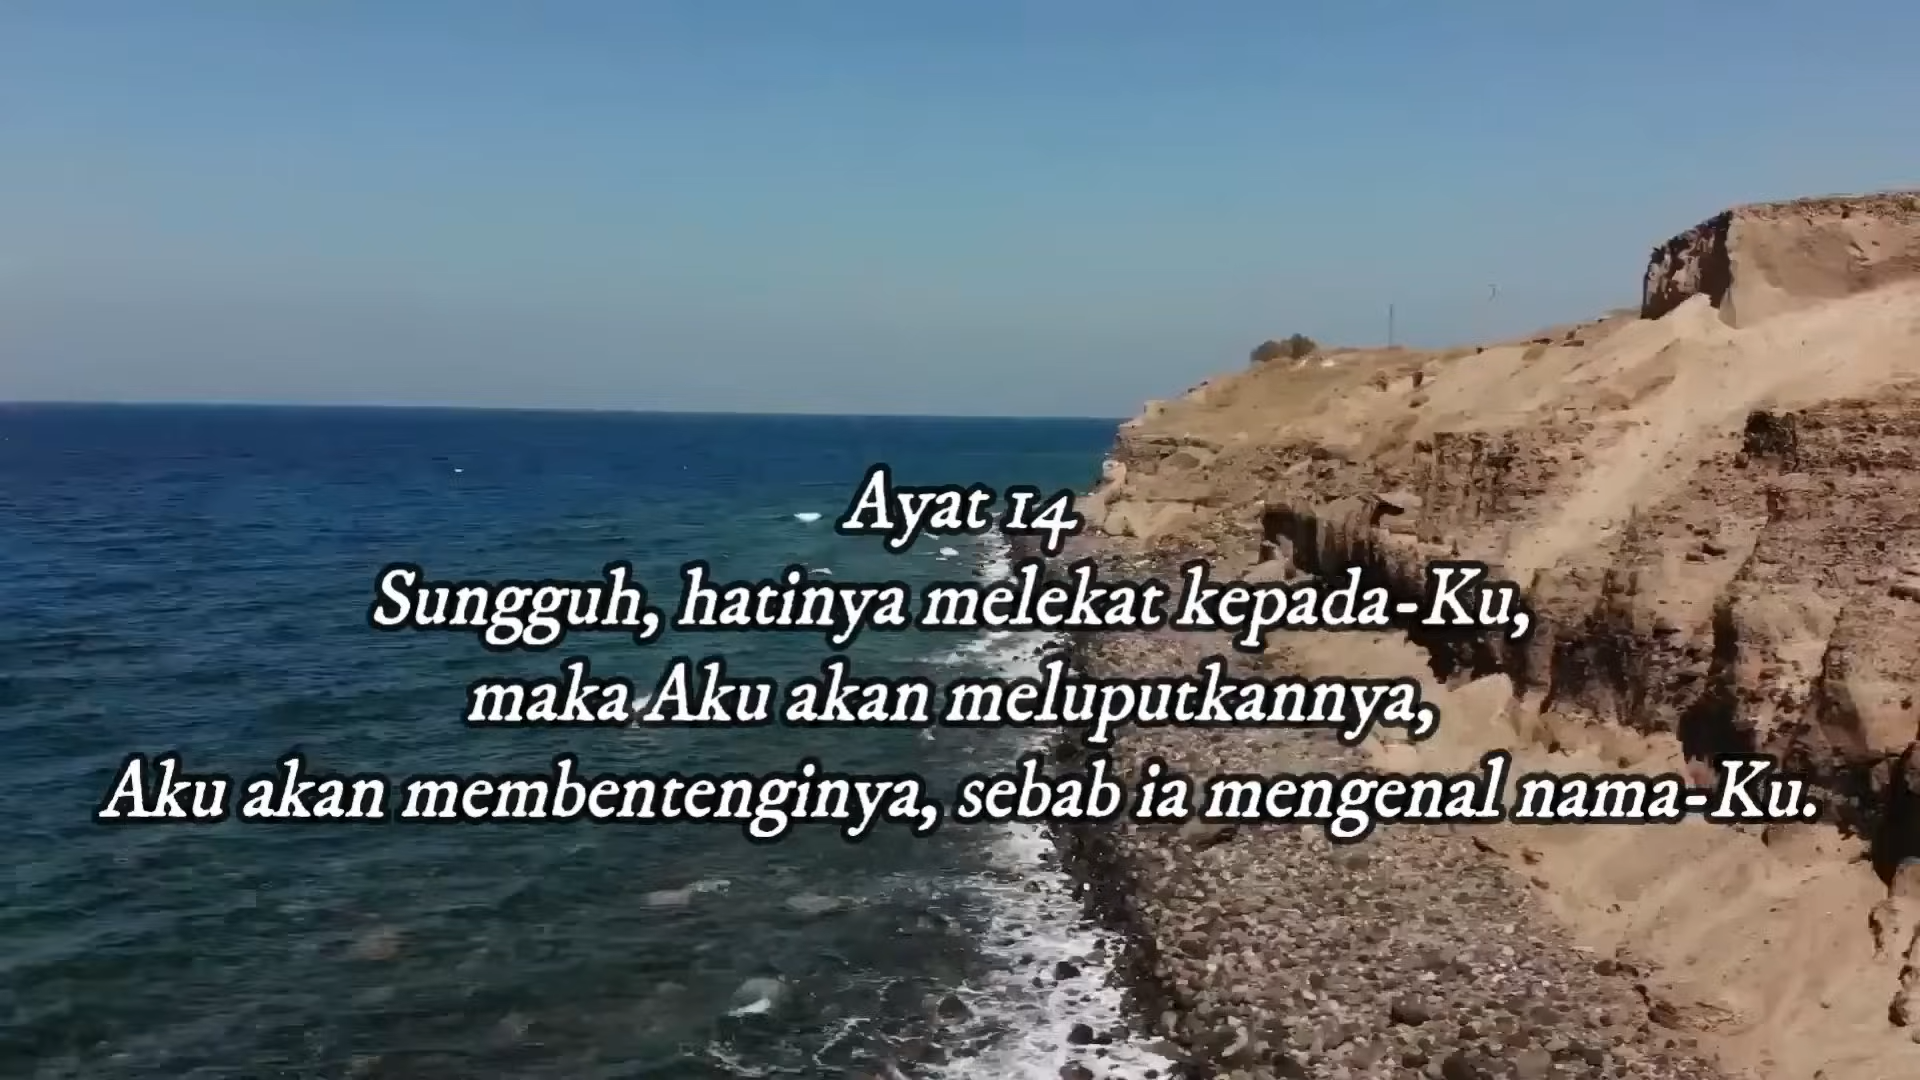 Ayat 14
Sungguh, hatinya melekat kepada-Ku,
maka Aku akan meluputkannya,
Aku akan membentenginya, sebab ia mengenal nama-Ku.